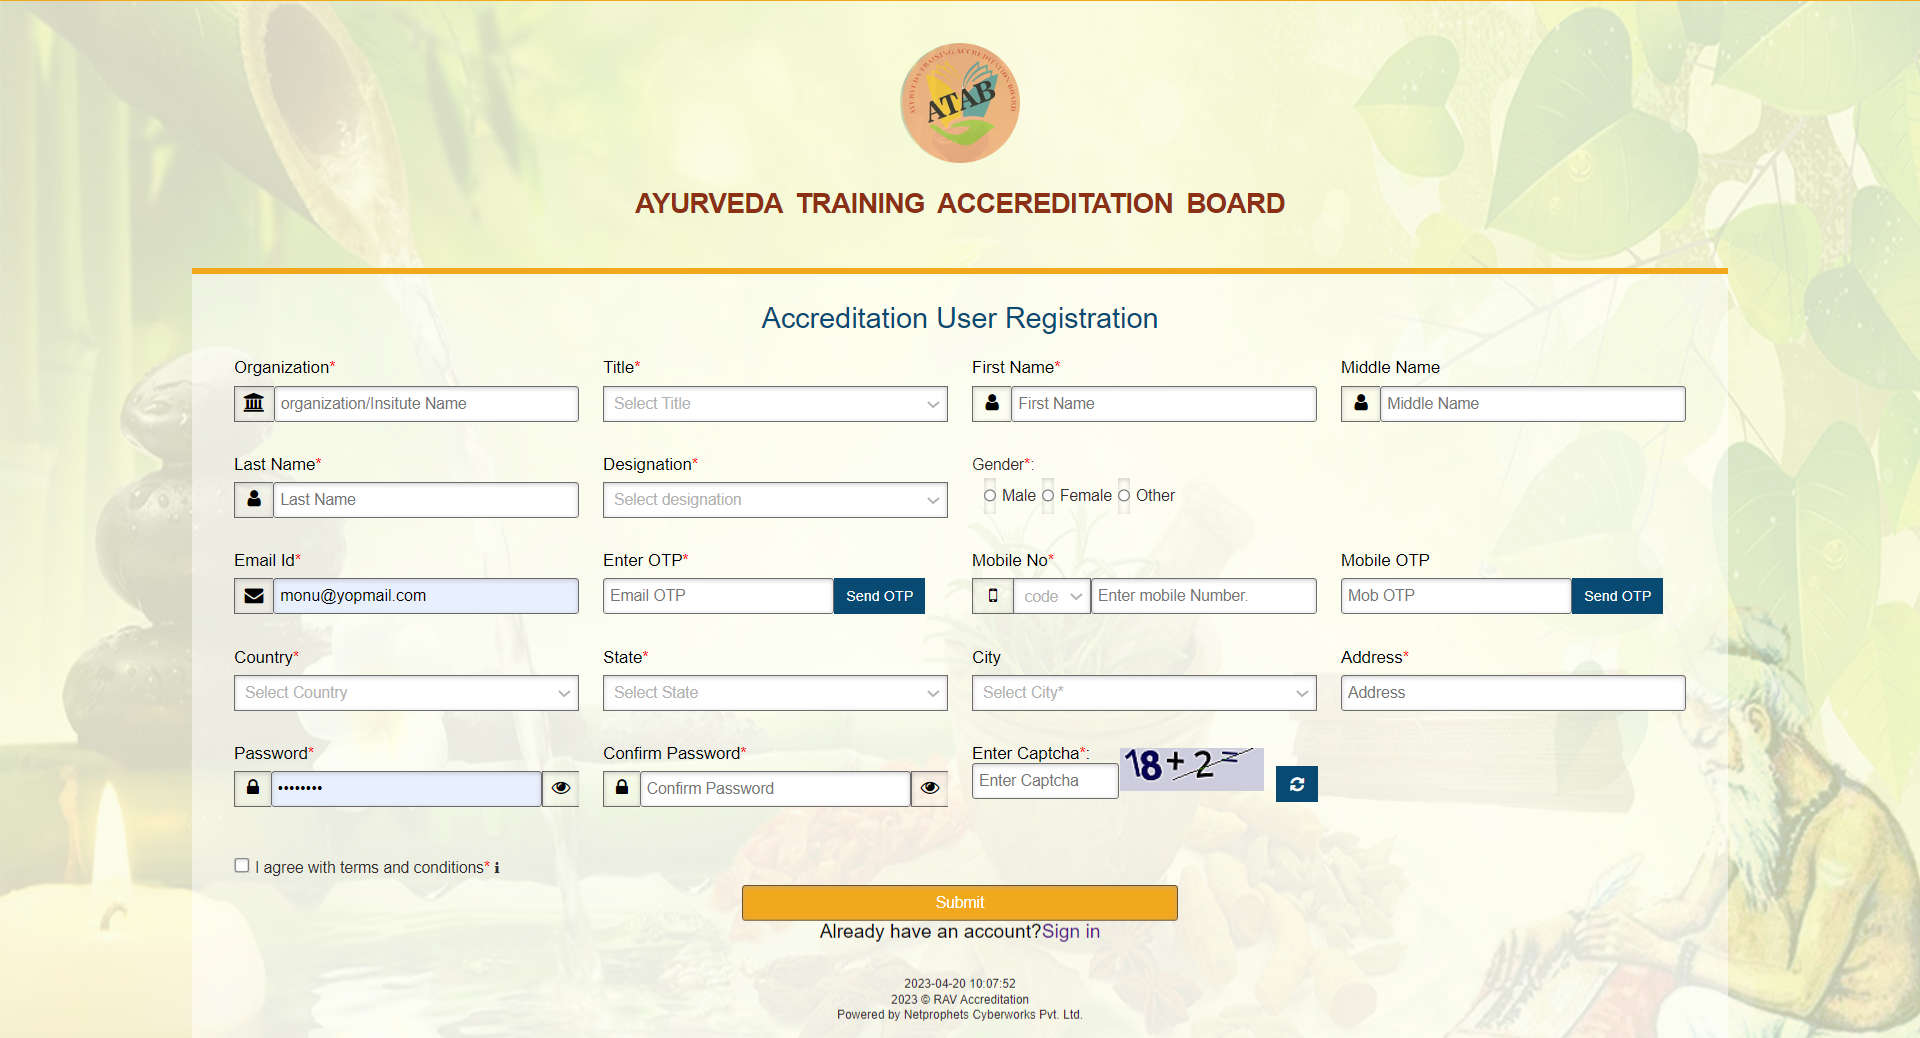 AYURVEDA TRAINING ACCREDITATION BOARD
ATAB
AYURVEDA TRAINING ACCEREDITATION BOARD
Accreditation User Registration
Organization* Title* First Name* Middle Name
organization/Insitute Name Select Title First Name Middle Name
Last Name* Designation* Gender*:
Last Name Select designation Male Female Other
Email Id* Enter OTP* Mobile No* Mobile OTP
monu@yopmail.com Email OTP Send OTP code Enter mobile Number. Mob OTP Send OTP
Country* State* City Address*
Select Country Select State Select City* Address
Password* Confirm Password* Enter Captcha*: 18 + 2 =
•••••••• Confirm Password Enter Captcha
I agree with terms and conditions* i
Submit
Already have an account?Sign in
2023-04-20 10:07:52
2023 © RAV Accreditation
Powered by Netprophets Cyberworks Pvt. Ltd.